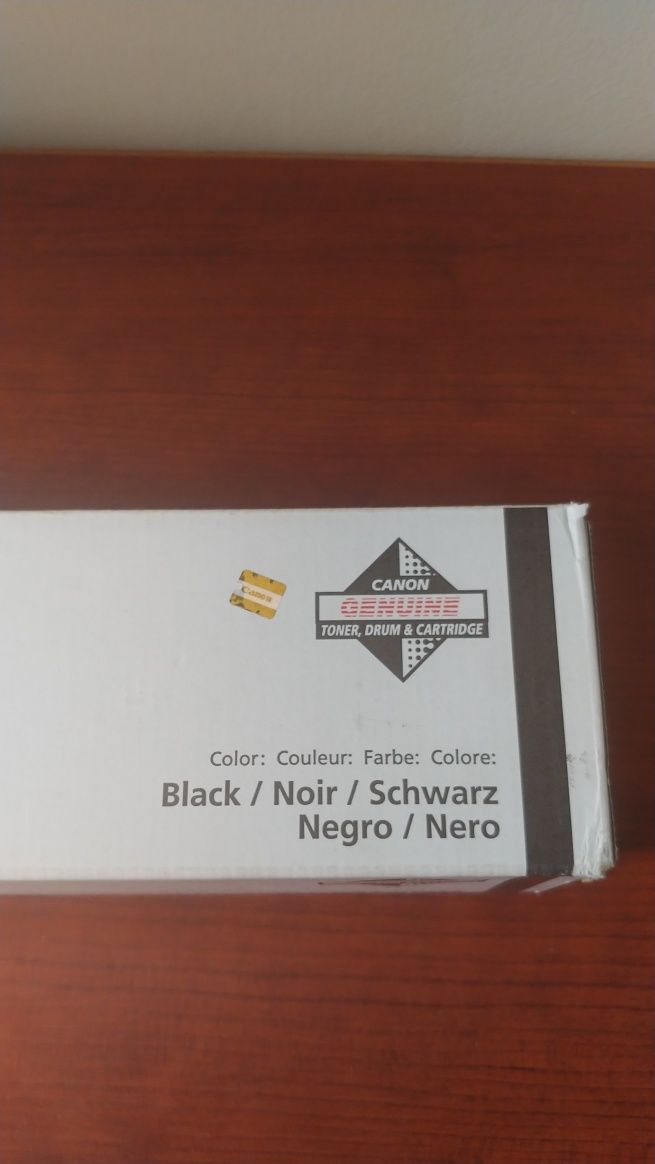 Canon
CANON
GENUINE
TONER, DRUM & CARTRIDGE
Color: Couleur: Farbe: Colore:
Black / Noir / Schwarz
Negro / Nero